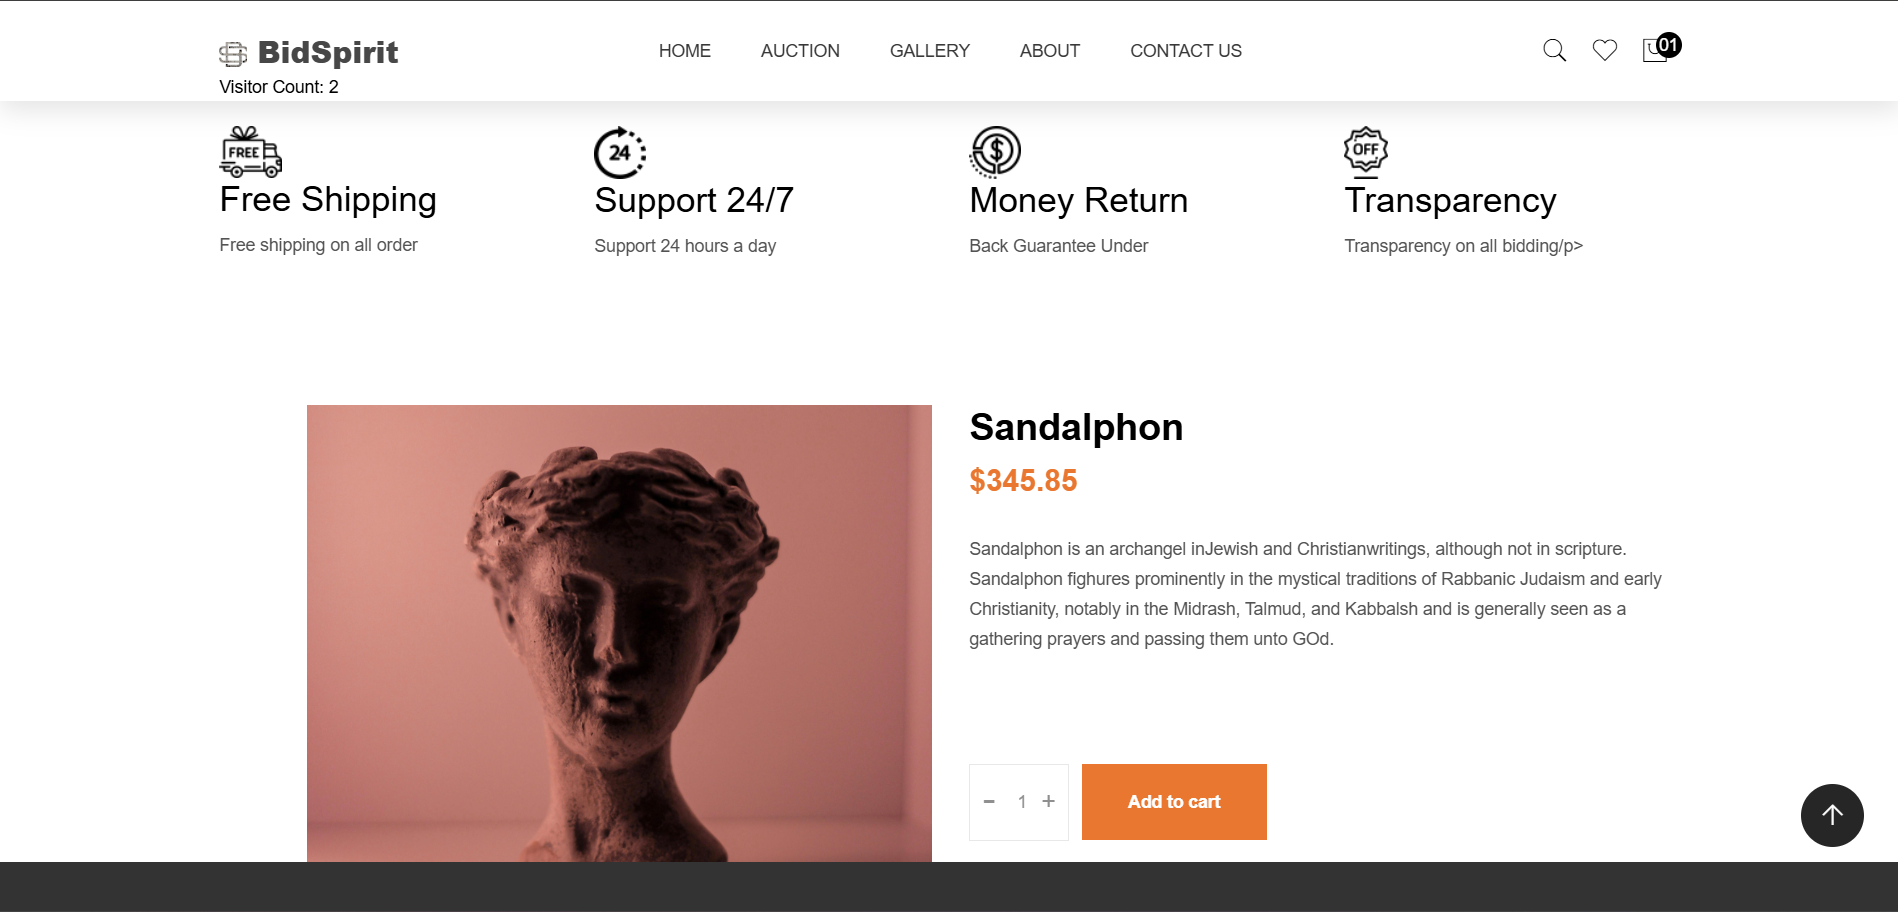 BidSpirit
Visitor Count: 2
HOME AUCTION GALLERY ABOUT CONTACT US
01
FREE
24
$
OFF
Free Shipping
Support 24/7
Money Return
Transparency
Free shipping on all order
Support 24 hours a day
Back Guarantee Under
Transparency on all bidding/p>
Sandalphon
$345.85
Sandalphon is an archangel inJewish and Christianwritings, although not in scripture.
Sandalphon fighures prominently in the mystical traditions of Rabbanic Judaism and early
Christianity, notably in the Midrash, Talmud, and Kabbalsh and is generally seen as a
gathering prayers and passing them unto GOd.
- 1 +
Add to cart